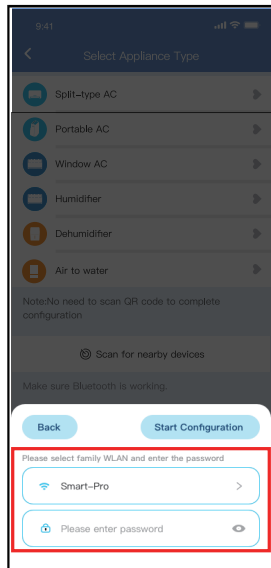 9:41
Select Appliance Type
Split-type AC
Portable AC
Window AC
Humidifier
Dehumidifier
Air to water
Note:No need to scan QR code to complete
configuration
Scan for nearby devices
Make sure Bluetooth is working.
Back Start Configuration
Please select family WLAN and enter the password
Smart-Pro
Please enter password